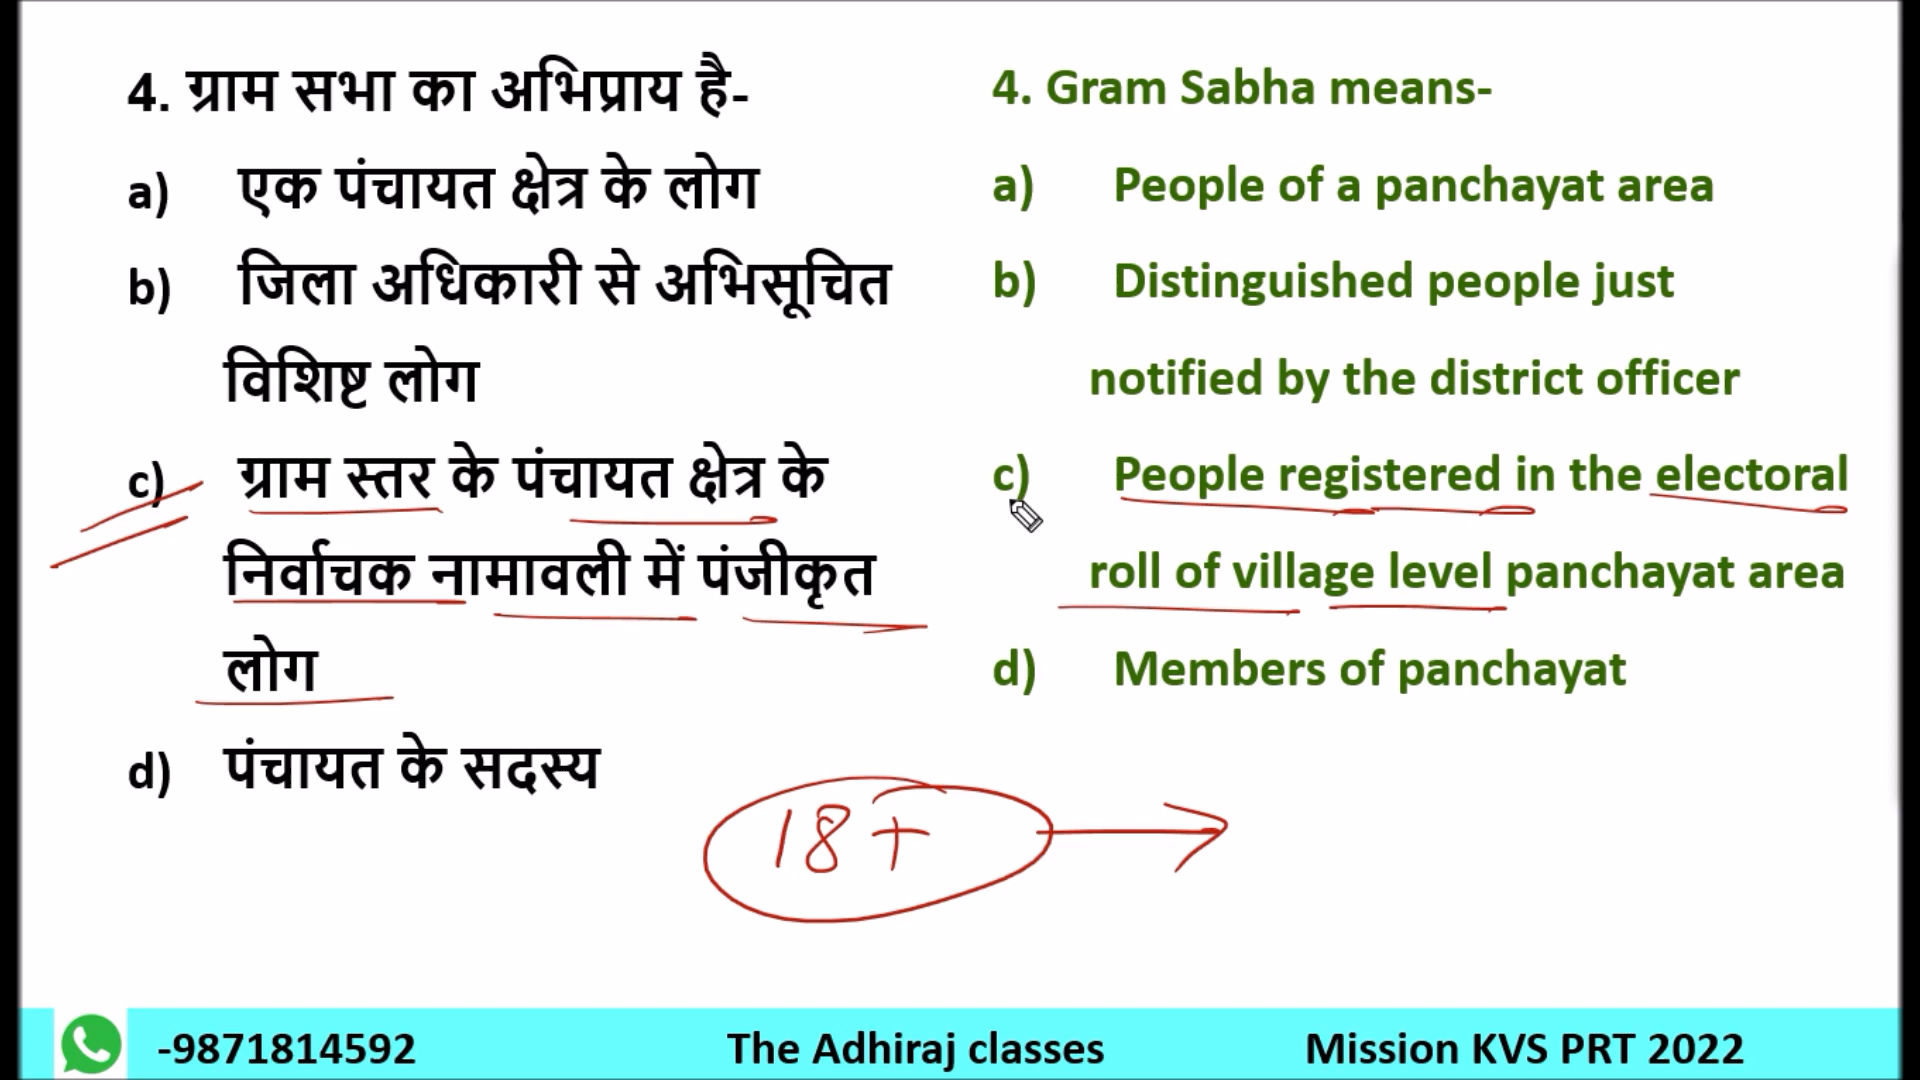 4. ग्राम सभा का अभिप्राय है-
a) एक पंचायत क्षेत्र के लोग
b) जिला अधिकारी से अभिसूचित
विशिष्ट लोग
c) ग्राम स्तर के पंचायत क्षेत्र के
निर्वाचक नामावली में पंजीकृत
लोग
d) पंचायत के सदस्य
4. Gram Sabha means-
a) People of a panchayat area
b) Distinguished people just
notified by the district officer
c) People registered in the electoral
roll of village level panchayat area
d) Members of panchayat
18+
-9871814592
The Adhiraj classes
Mission KVS PRT 2022